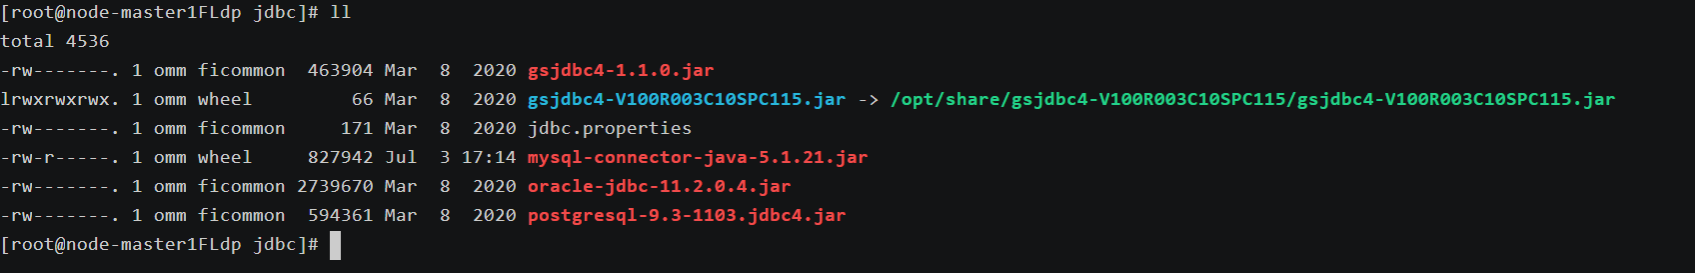 [root@node-master1FLdp jdbc]# ll
total 4536
-rw-------. 1 omm ficommon  463904 Mar  8  2020 gsjdbc4-1.1.0.jar
lrwxrwxrwx. 1 omm wheel         66 Mar  8  2020 gsjdbc4-V100R003C10SPC115.jar -> /opt/share/gsjdbc4-V100R003C10SPC115/gsjdbc4-V100R003C10SPC115.jar
-rw-------. 1 omm ficommon     171 Mar  8  2020 jdbc.properties
-rw-r-----. 1 omm wheel     827942 Jul  3 17:14 mysql-connector-java-5.1.21.jar
-rw-------. 1 omm ficommon 2739670 Mar  8  2020 oracle-jdbc-11.2.0.4.jar
-rw-------. 1 omm ficommon  594361 Mar  8  2020 postgresql-9.3-1103.jdbc4.jar
[root@node-master1FLdp jdbc]#